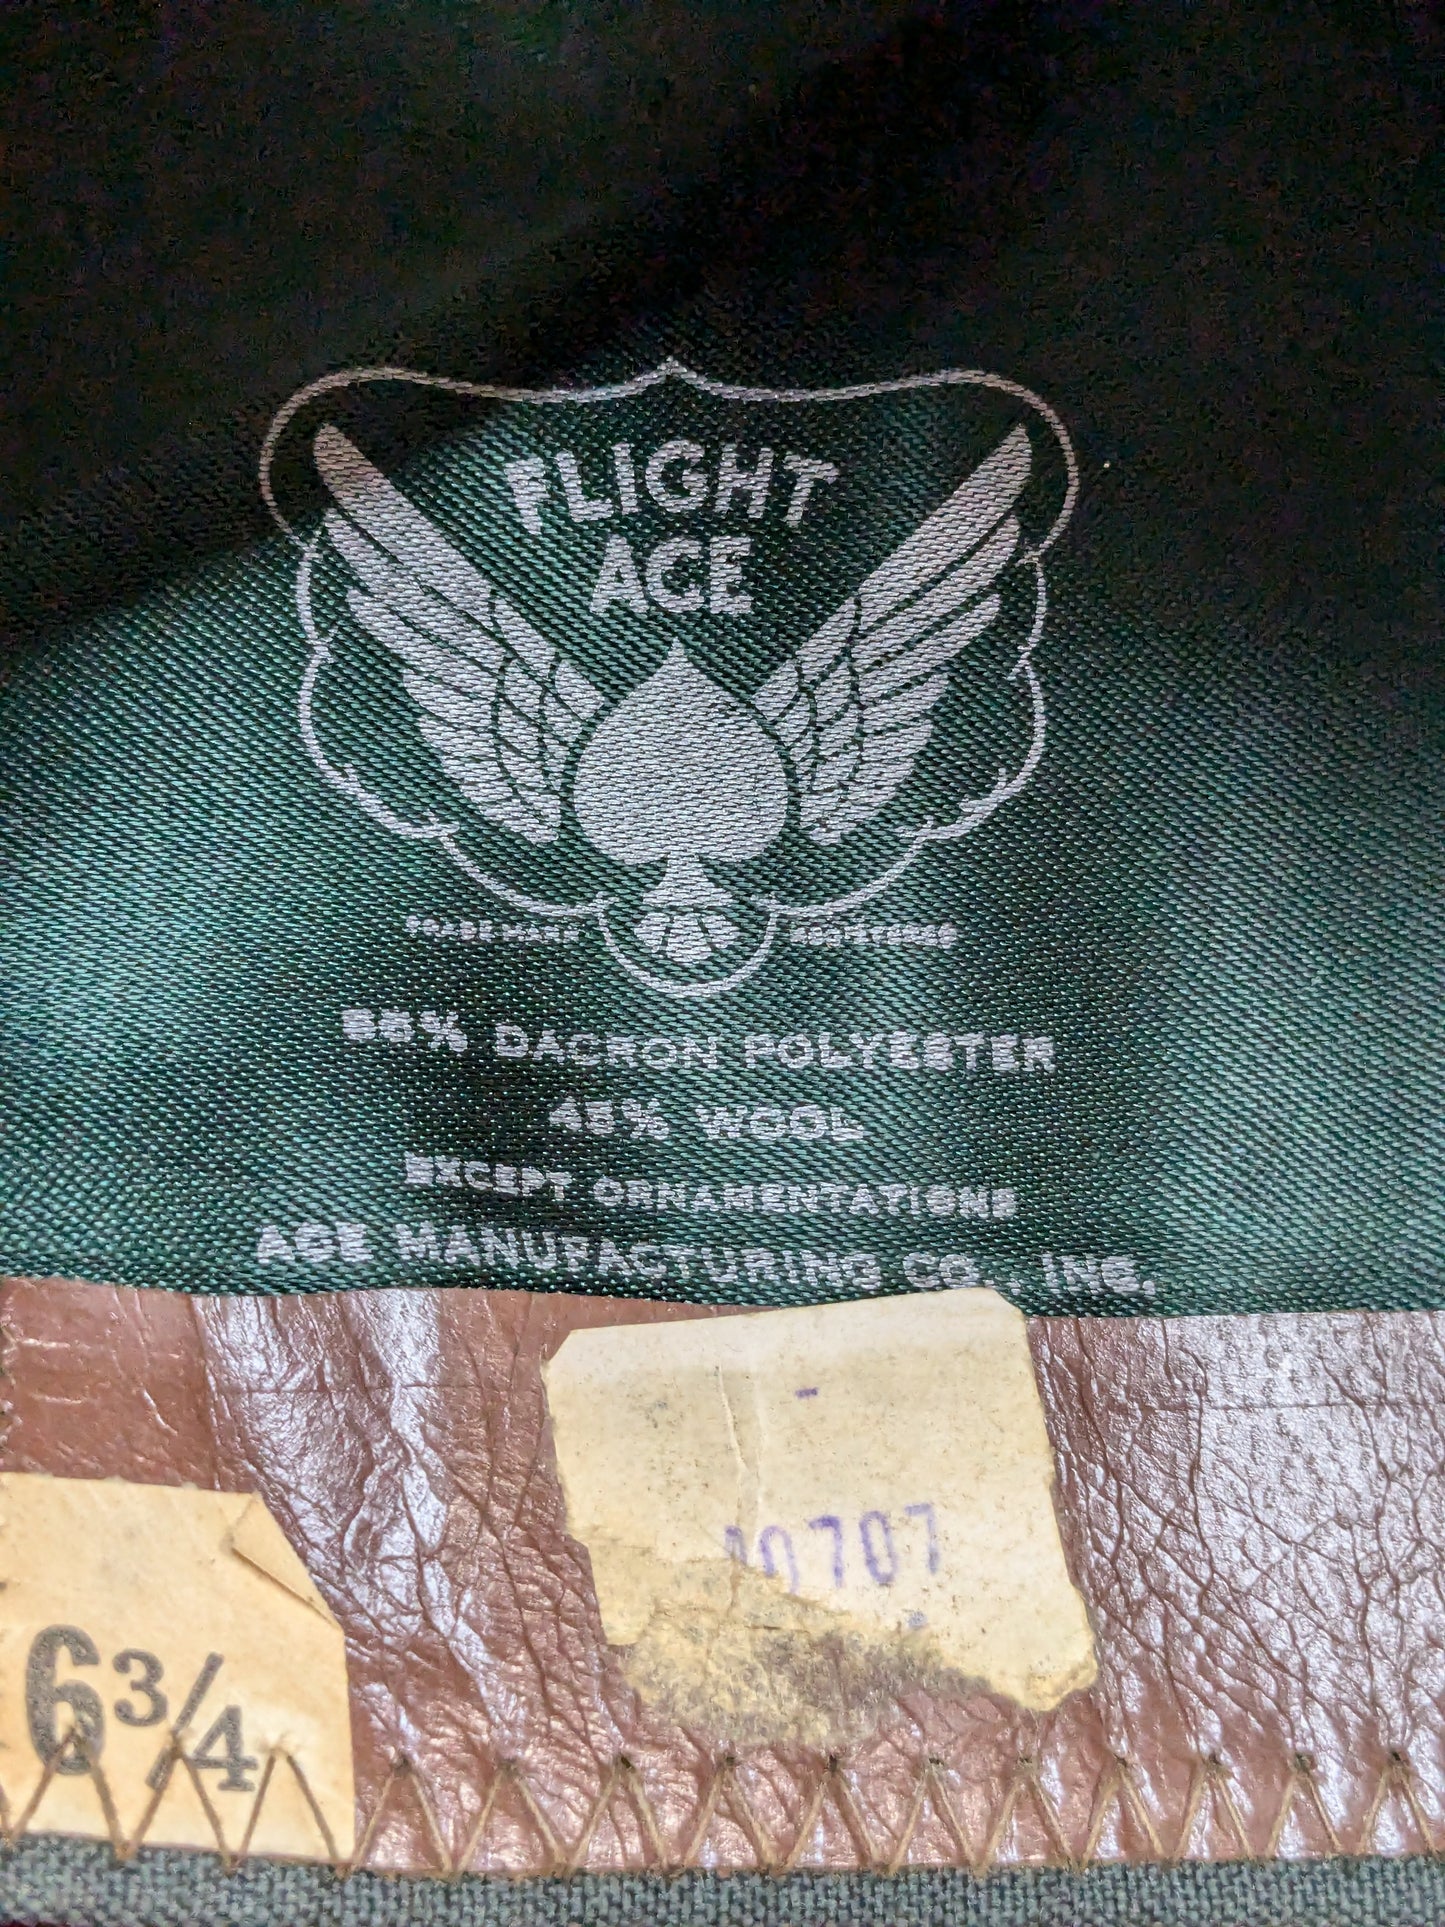 FLIGHT
ACE
55% DACRON POLYESTER
45% WOOL
EXCEPT ORNAMENTATIONS
ACE MANUFACTURING CO., INC.
0707
6 3/4